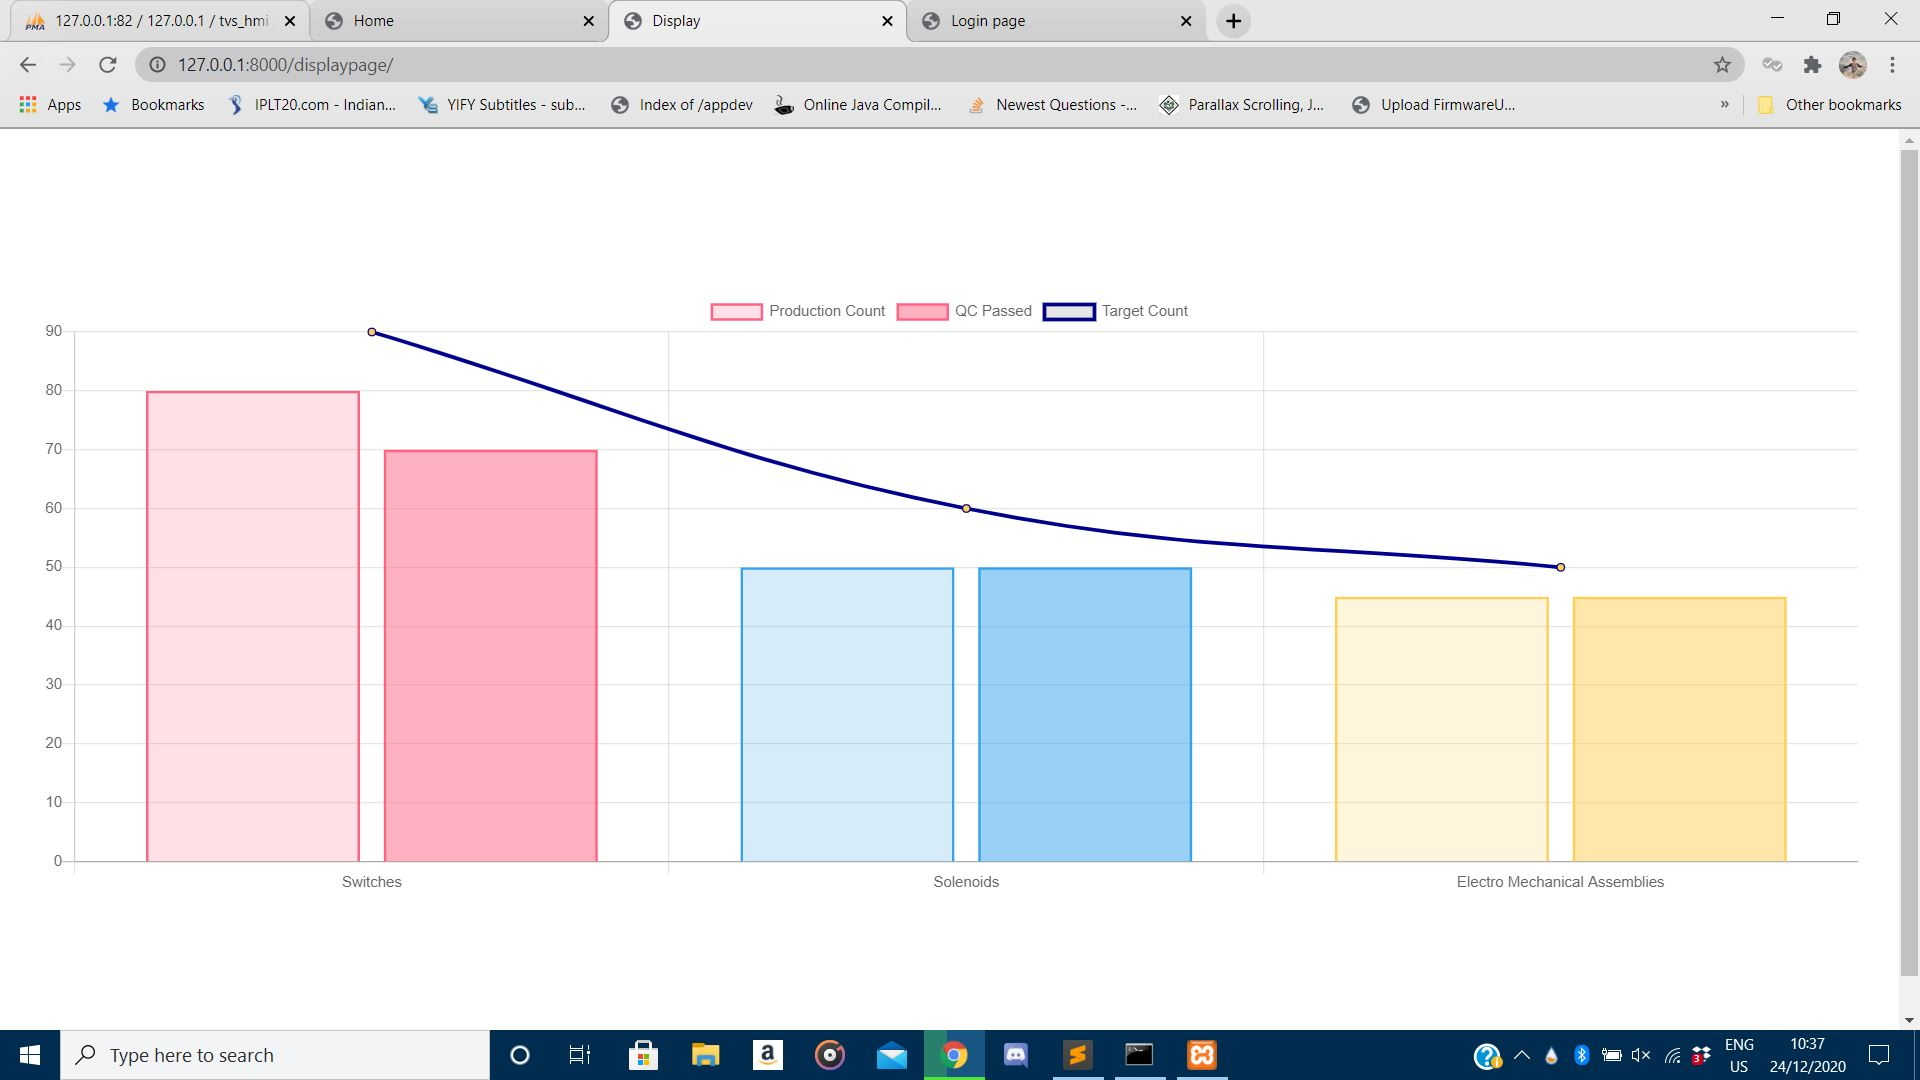 127.0.0.1:82 / 127.0.0.1 / tvs_hmi
Home
Display
Login page
127.0.0.1:8000/displaypage/
Apps
Bookmarks
IPLT20.com - Indian...
YIFY Subtitles - sub...
Index of /appdev
Online Java Compil...
Newest Questions -...
Parallax Scrolling, J...
Upload FirmwareU...
»
Other bookmarks
Production Count
QC Passed
Target Count
90
80
70
60
50
40
30
20
10
0
Switches
Solenoids
Electro Mechanical Assemblies
Type here to search
ENG
US
10:37
24/12/2020